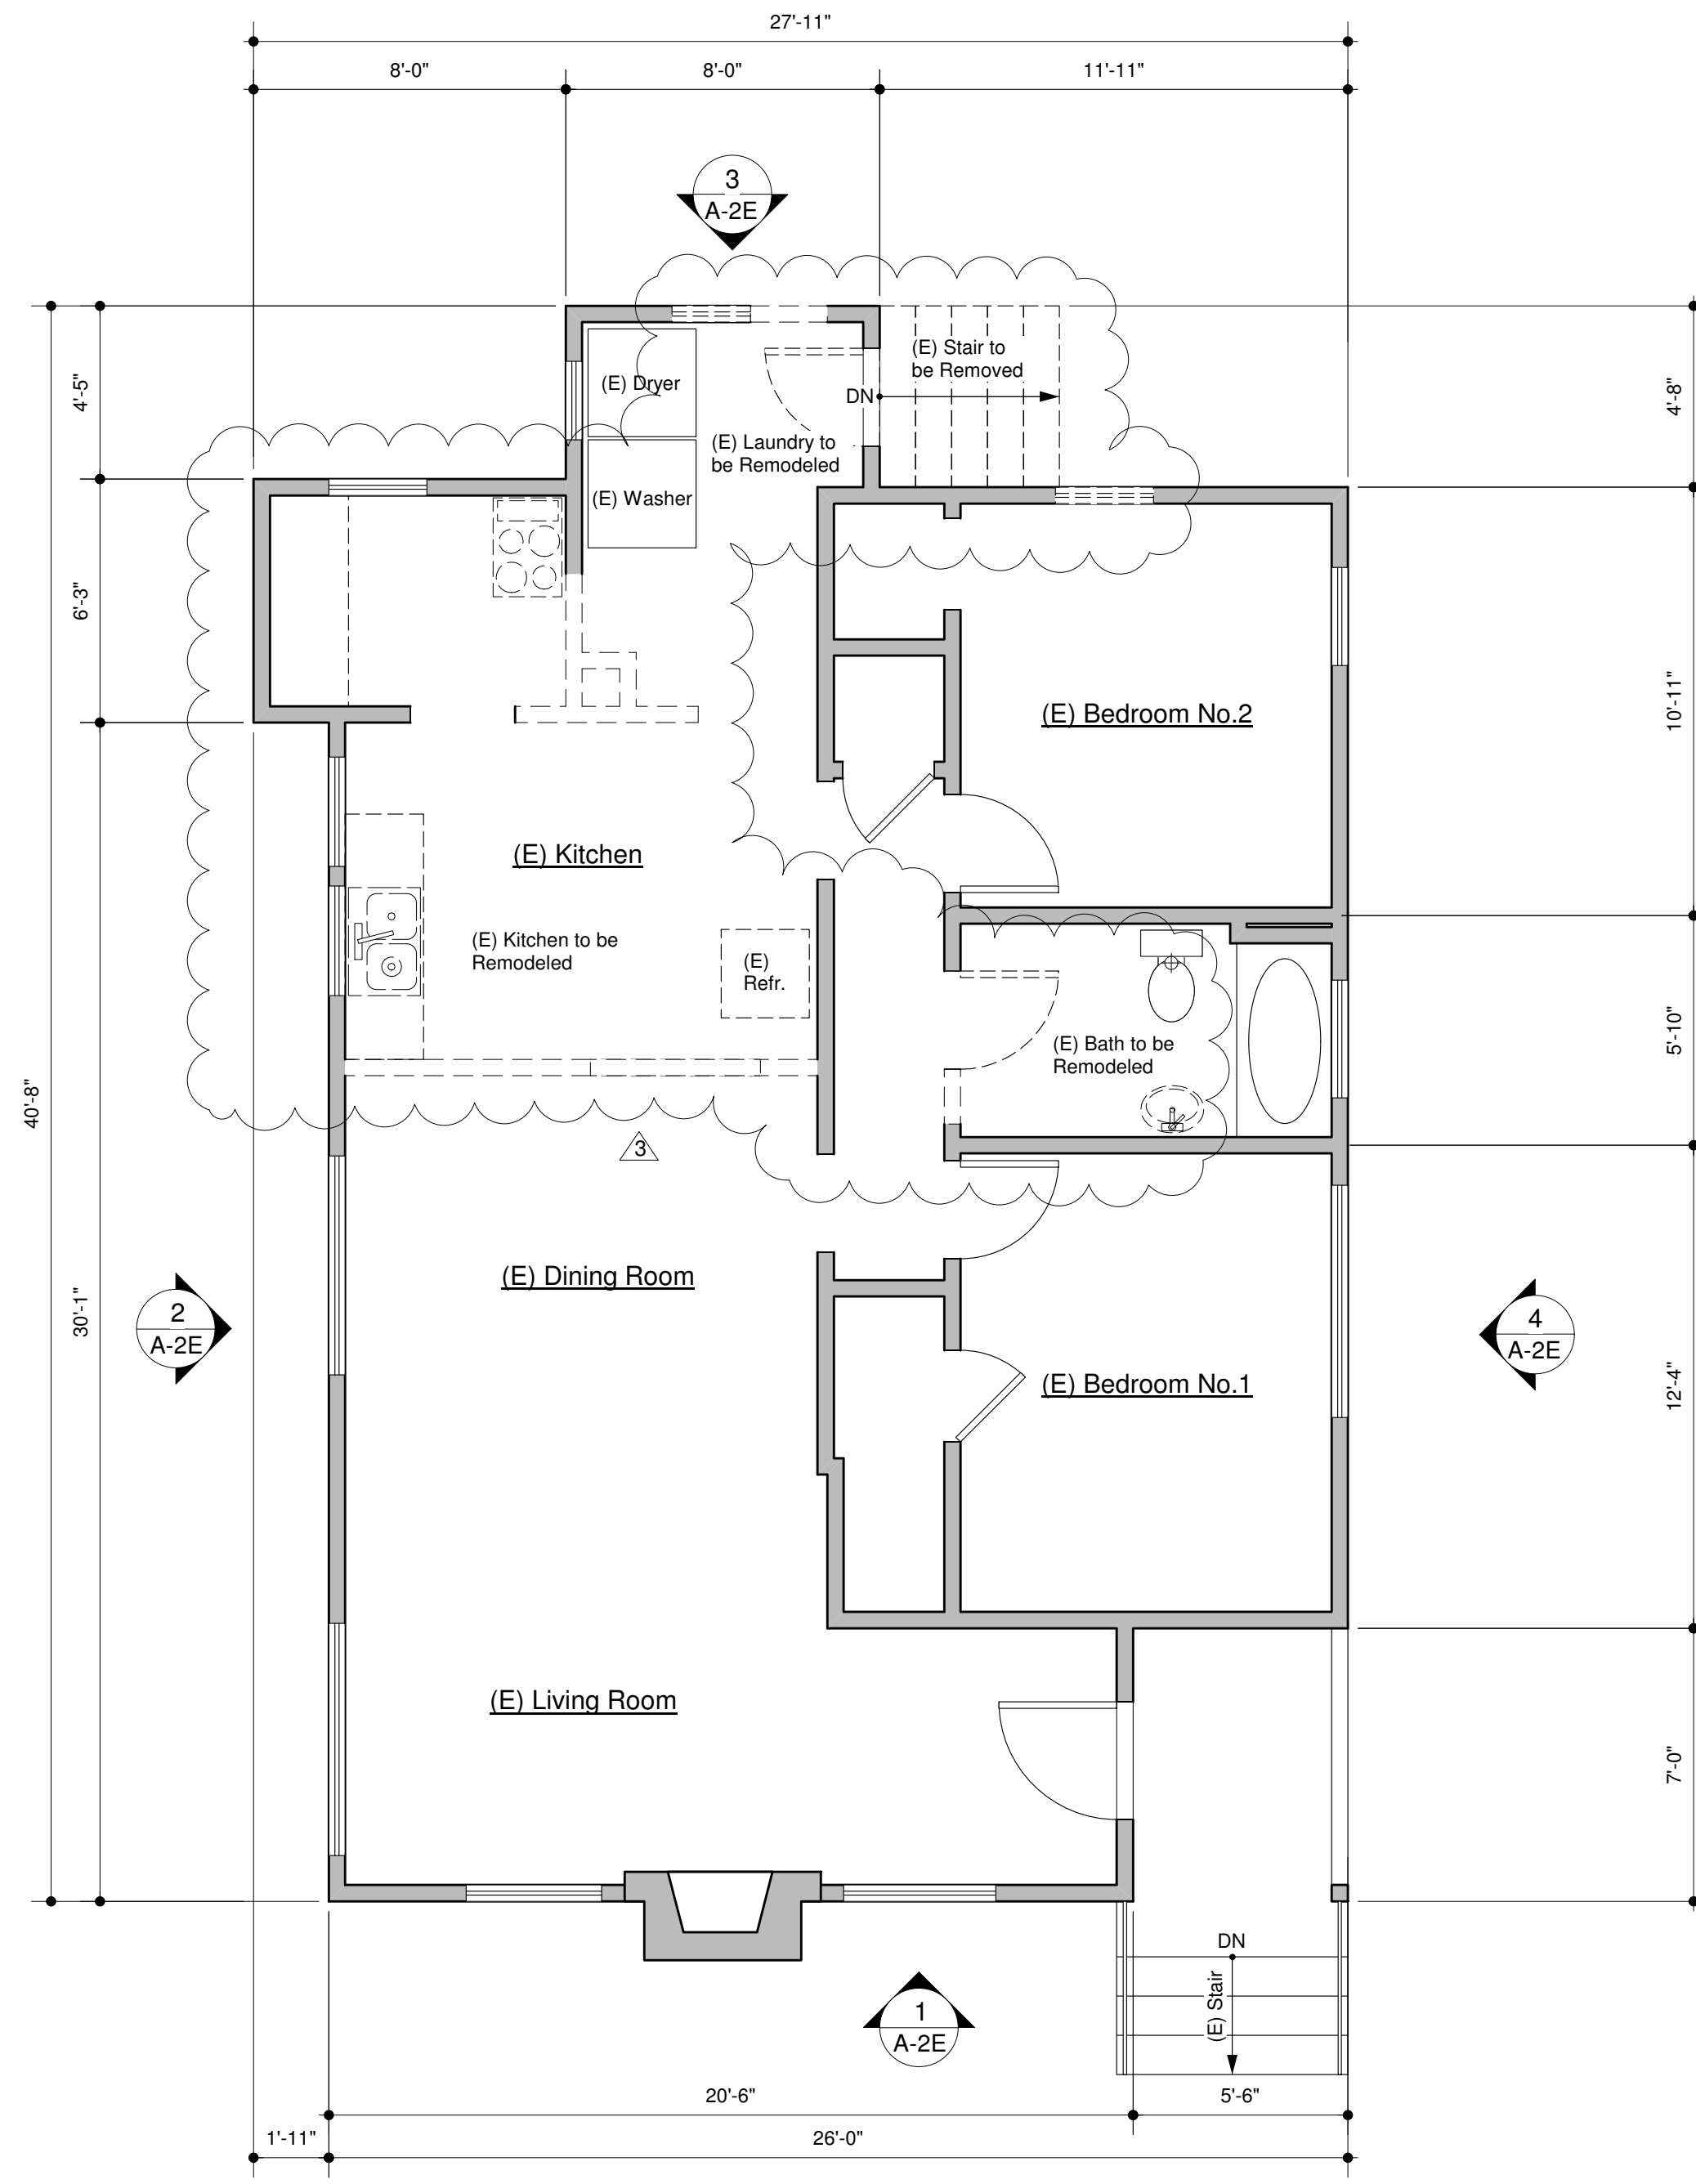 27'-11"
8'-0"
8'-0"
11'-11"
3
A-2E
4'-5"
(E) Dryer
(E) Stair to
be Removed
DN
4'-8"
(E) Laundry to
be Remodeled
(E) Washer
6'-3"
(E) Bedroom No.2
10'-11"
(E) Kitchen
(E) Kitchen to be
Remodeled
(E)
Refr.
(E) Bath to be
Remodeled
5'-10"
40'-8"
3
(E) Dining Room
30'-1"
2
A-2E
4
A-2E
(E) Bedroom No.1
12'-4"
(E) Living Room
7'-0"
DN
(E) Stair
1
A-2E
20'-6"
5'-6"
1'-11"
26'-0"